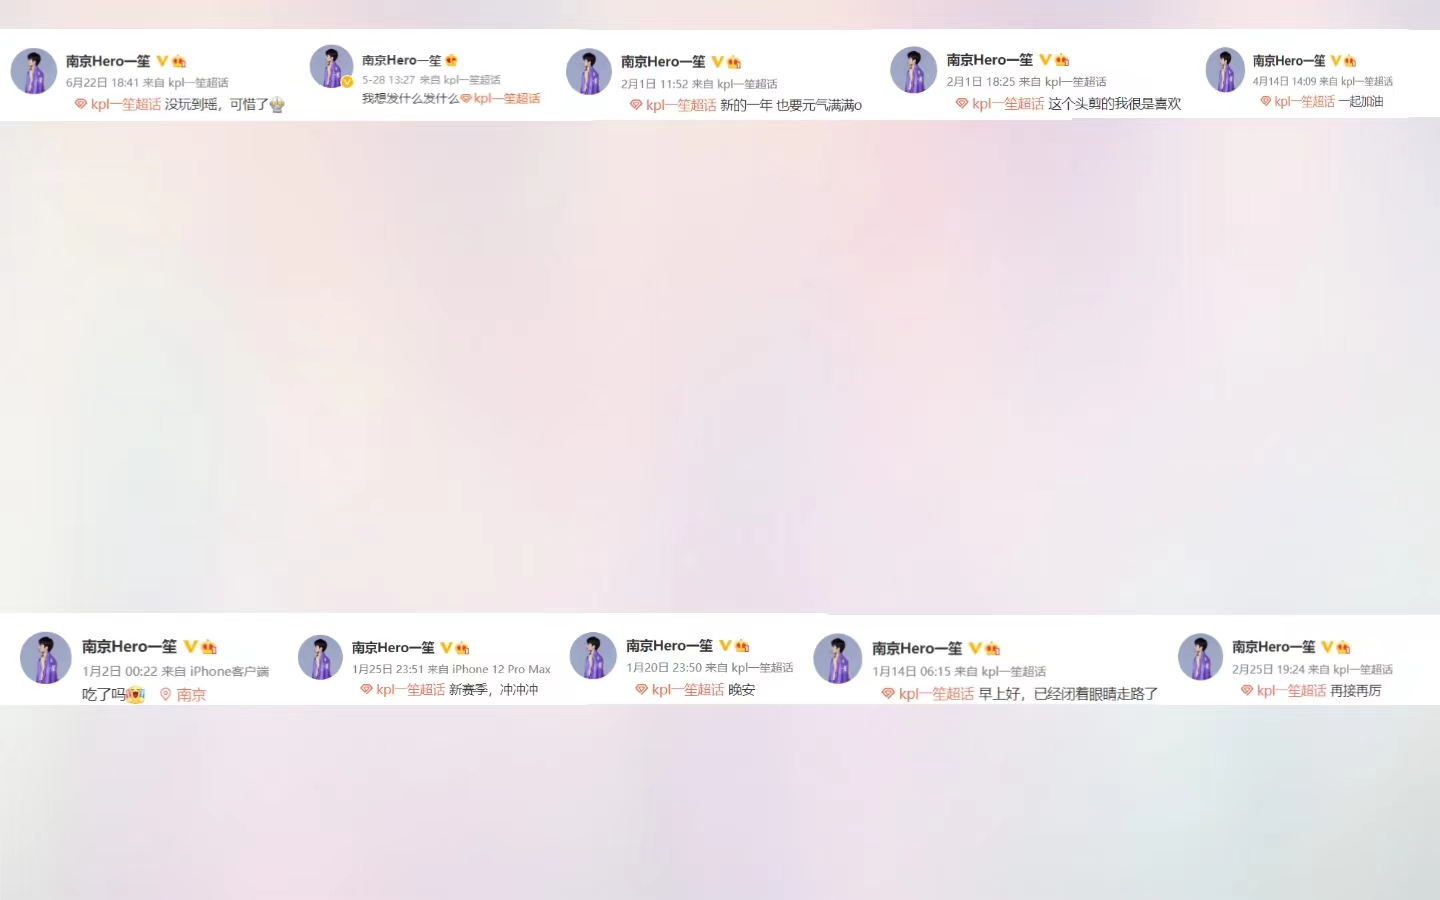 南京Hero一笙
6月22日 18:41 来自 kpl一笙超话
kpl一笙超话 没玩到瑶，可惜了
南京Hero一笙
5-28 13:27 来自 kpl一笙超话
我想发什么发什么kpl一笙超话
南京Hero一笙
2月1日 11:52 来自 kpl一笙超话
kpl一笙超话 新的一年 也要元气满满o
南京Hero一笙
2月1日 18:25 来自 kpl一笙超话
kpl一笙超话 这个头剪的我很是喜欢
南京Hero一笙
4月14日 14:09 来自 kpl一笙超话
kpl一笙超话 一起加油
南京Hero一笙
1月2日 00:22 来自 iPhone客户端
吃了吗 南京
南京Hero一笙
1月25日 23:51 来自 iPhone 12 Pro Max
kpl一笙超话 新赛季，冲冲冲
南京Hero一笙
1月20日 23:50 来自 kpl一笙超话
kpl一笙超话 晚安
南京Hero一笙
1月14日 06:15 来自 kpl一笙超话
kpl一笙超话 早上好，已经闭着眼睛走路了
南京Hero一笙
2月25日 19:24 来自 kpl一笙超话
kpl一笙超话 再接再厉